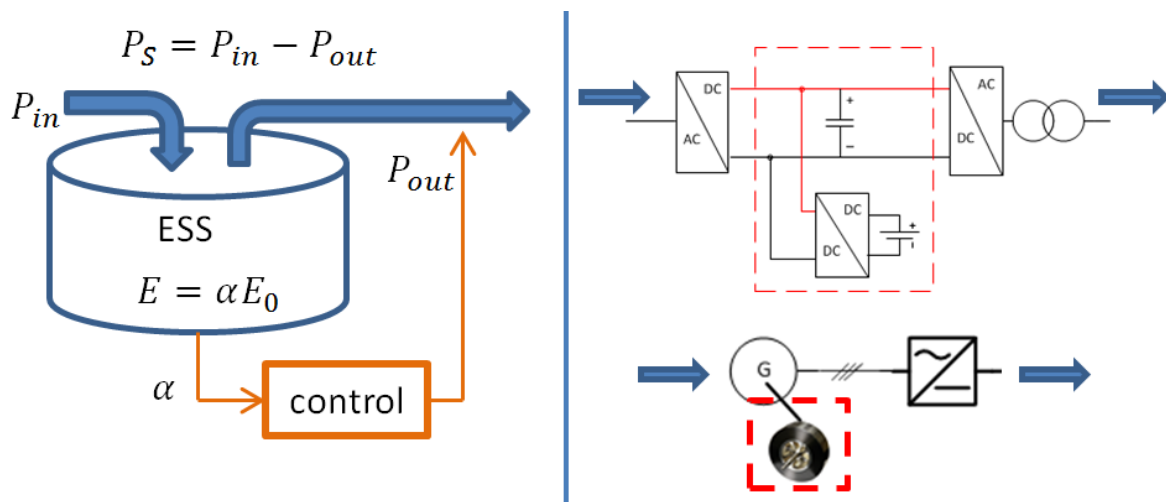 P_S = P_in − P_out
P_in
P_out
ESS
E = αE_0
α
control
DC
AC
+
−
DC
DC
+
-
AC
DC
G